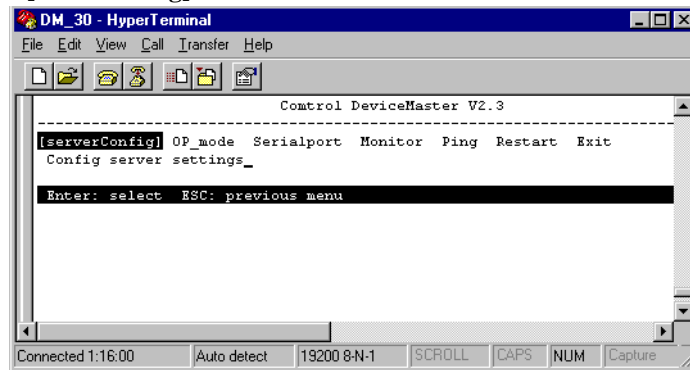 DM_30 - HyperTerminal
File Edit View Call Transfer Help
Comtrol DeviceMaster V2.3
[serverConfig] OP_mode Serialport Monitor Ping Restart Exit
Config server settings_
Enter: select ESC: previous menu
Connected 1:16:00 Auto detect 19200 8-N-1 SCROLL CAPS NUM Capture